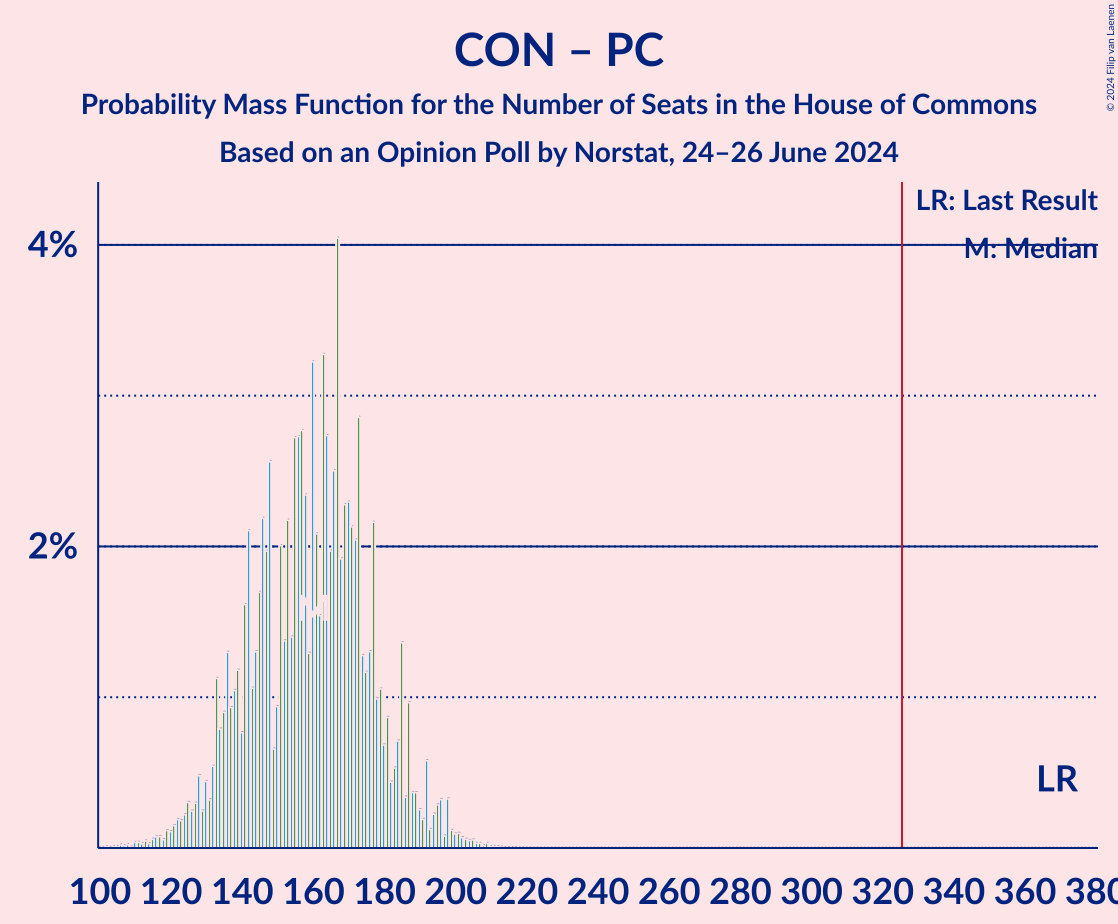 CON – PC
Probability Mass Function for the Number of Seats in the House of Commons
Based on an Opinion Poll by Norstat, 24–26 June 2024
© 2024 Filip van Laenen
LR: Last Result
M: Median
4%
2%
M
LR
100 120 140 160 180 200 220 240 260 280 300 320 340 360 380